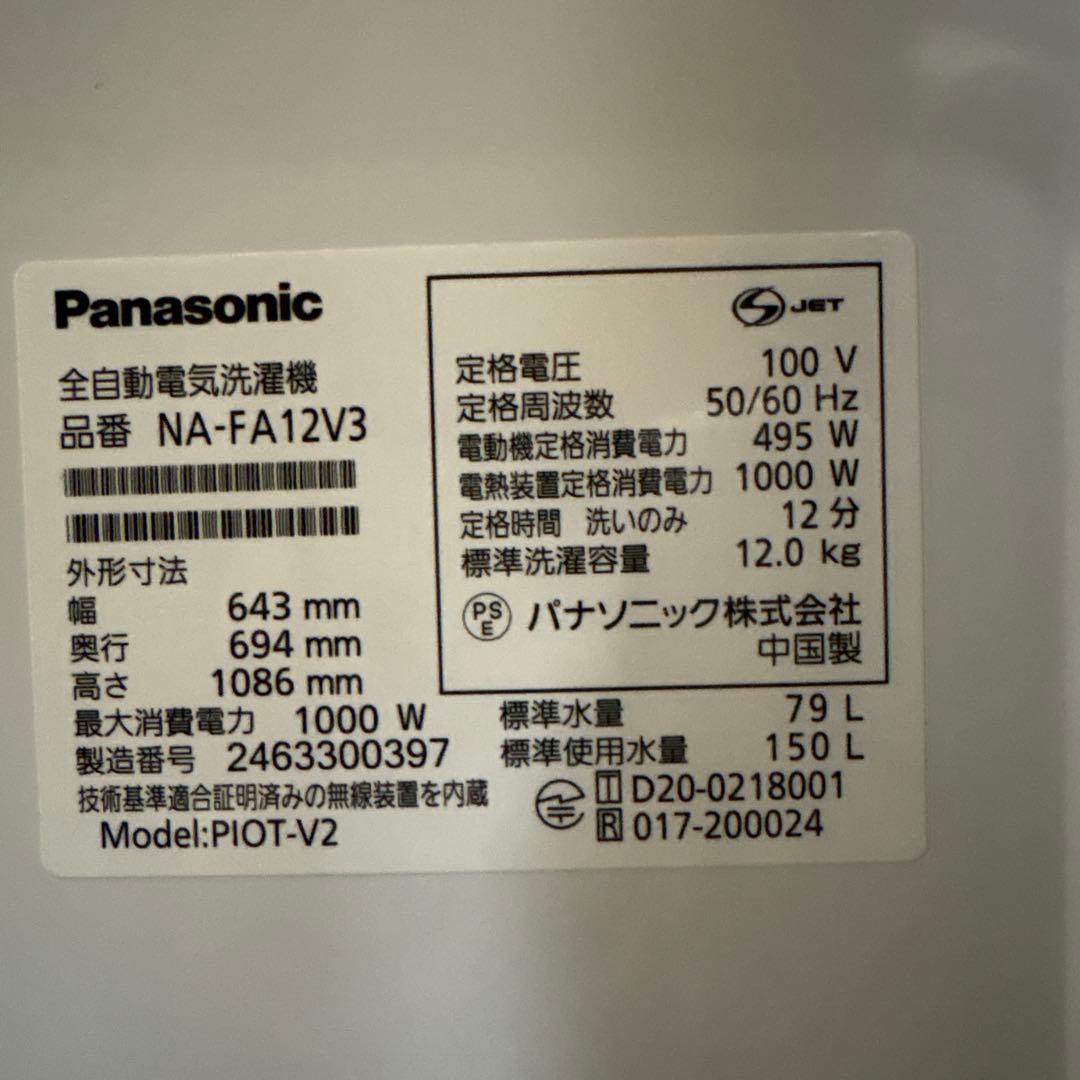 Panasonic
全自動電気洗濯機
品番 NA-FA12V3
外形寸法
幅 643 mm
奥行 694 mm
高さ 1086 mm
最大消費電力 1000 W
製造番号 2463300397
技術基準適合証明済みの無線装置を内蔵
Model:PIOT-V2
S JET
定格電圧 100 V
定格周波数 50/60 Hz
電動機定格消費電力 495 W
電熱装置定格消費電力 1000 W
定格時間 洗いのみ 12 分
標準洗濯容量 12.0 kg
PS E パナソニック株式会社
中国製
標準水量 79 L
標準使用水量 150 L
T D20-0218001
R 017-200024